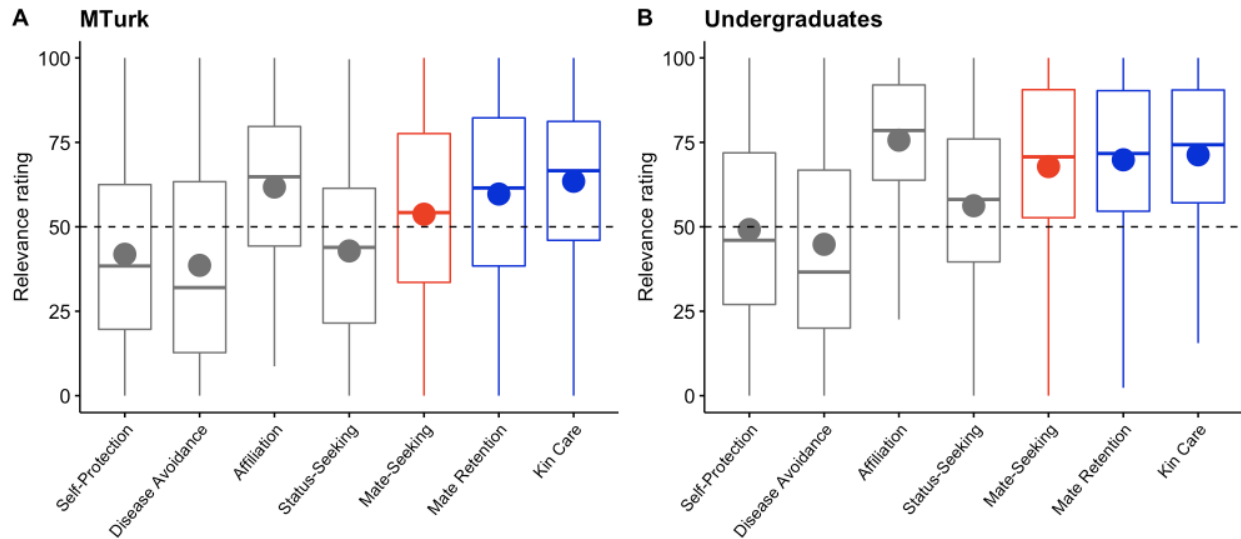 A MTurk
Relevance rating
100
75
50
25
0
Self-Protection
Disease Avoidance
Affiliation
Status-Seeking
Mate-Seeking
Mate Retention
Kin Care
B Undergraduates
Relevance rating
100
75
50
25
0
Self-Protection
Disease Avoidance
Affiliation
Status-Seeking
Mate-Seeking
Mate Retention
Kin Care